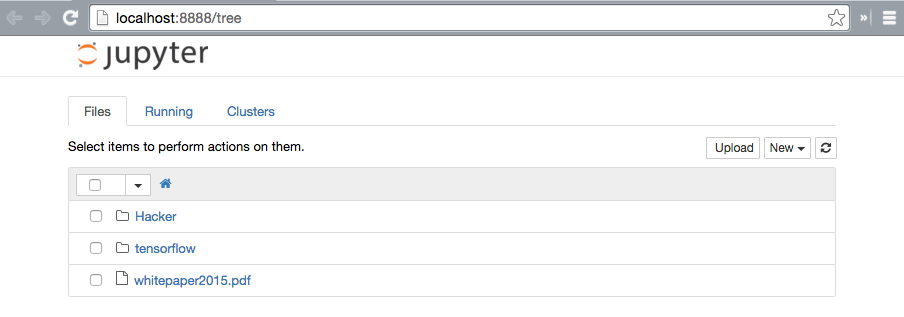 localhost:8888/tree
jupyter
Files Running Clusters
Select items to perform actions on them. Upload New
Hacker
tensorflow
whitepaper2015.pdf